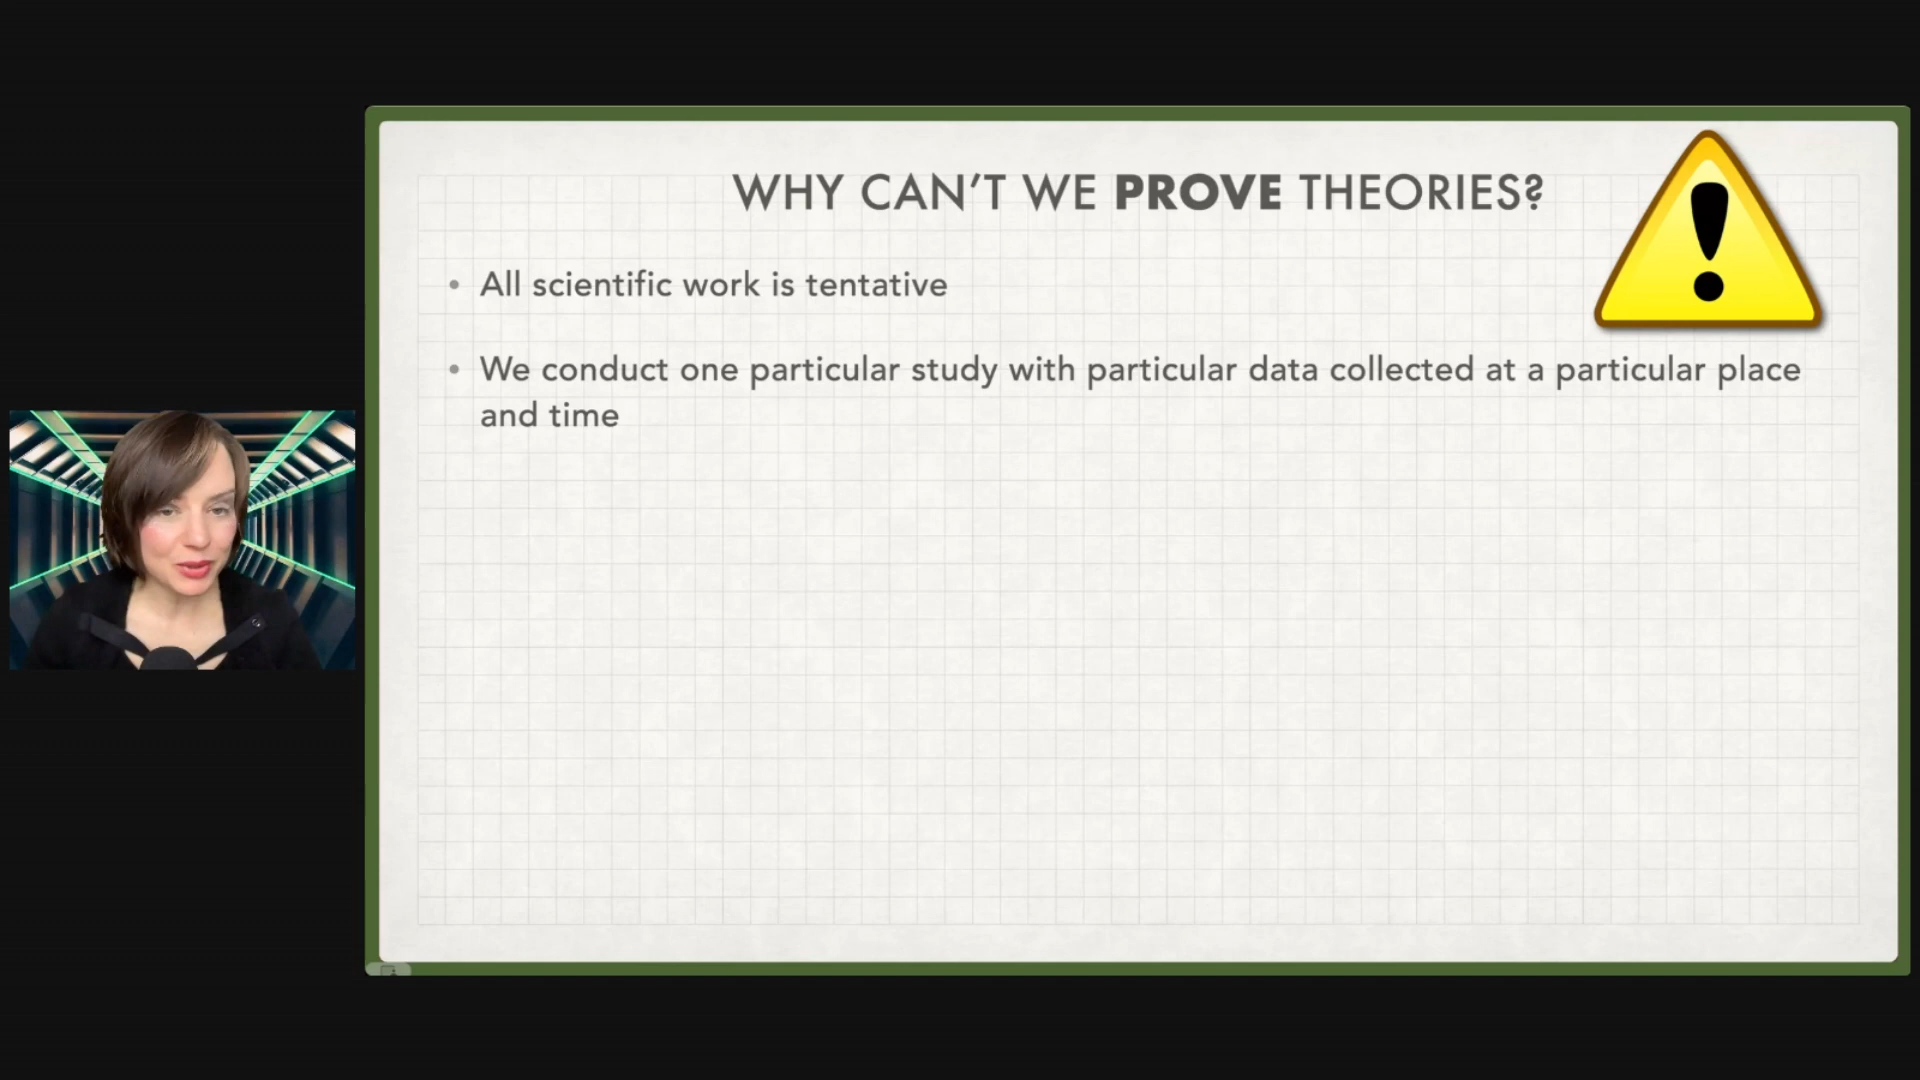 WHY CAN’T WE PROVE THEORIES?
• All scientific work is tentative
• We conduct one particular study with particular data collected at a particular place
and time